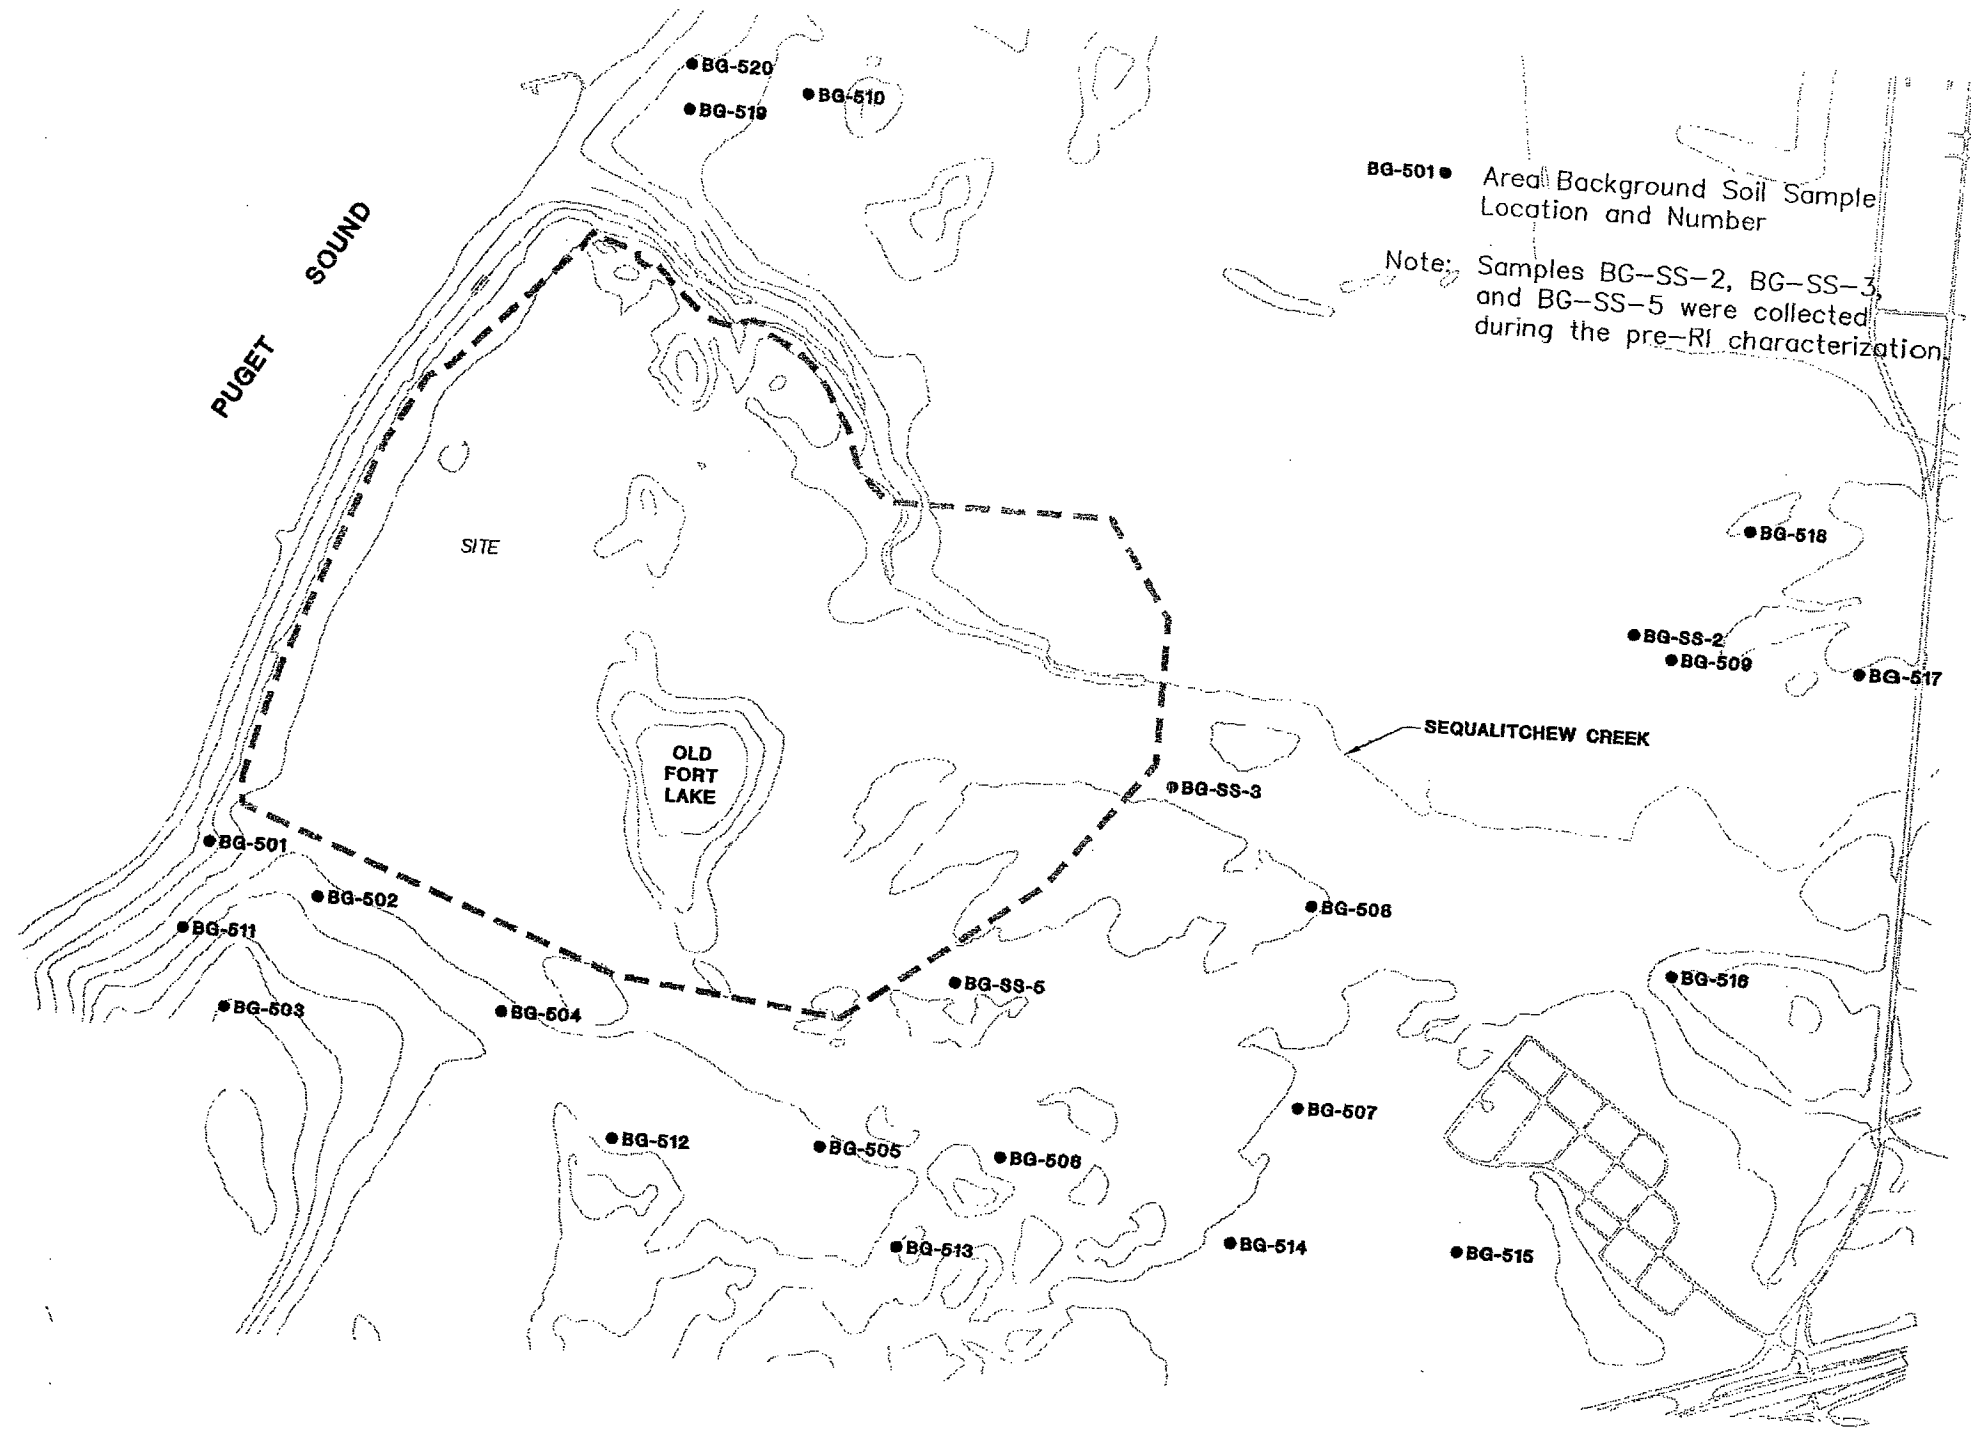 BG-520
BG-510
BG-519
BG-501
Area Background Soil Sample
Location and Number
Note: Samples BG-SS-2, BG-SS-3,
and BG-SS-5 were collected
during the pre-RI characterization.
PUGET SOUND
SITE
BG-518
BG-SS-2
BG-509
BG-517
SEQUALITCHEW CREEK
OLD
FORT
LAKE
BG-SS-3
BG-501
BG-502
BG-508
BG-511
BG-516
BG-SS-5
BG-503
BG-504
BG-507
BG-512
BG-505
BG-506
BG-513
BG-514
BG-515